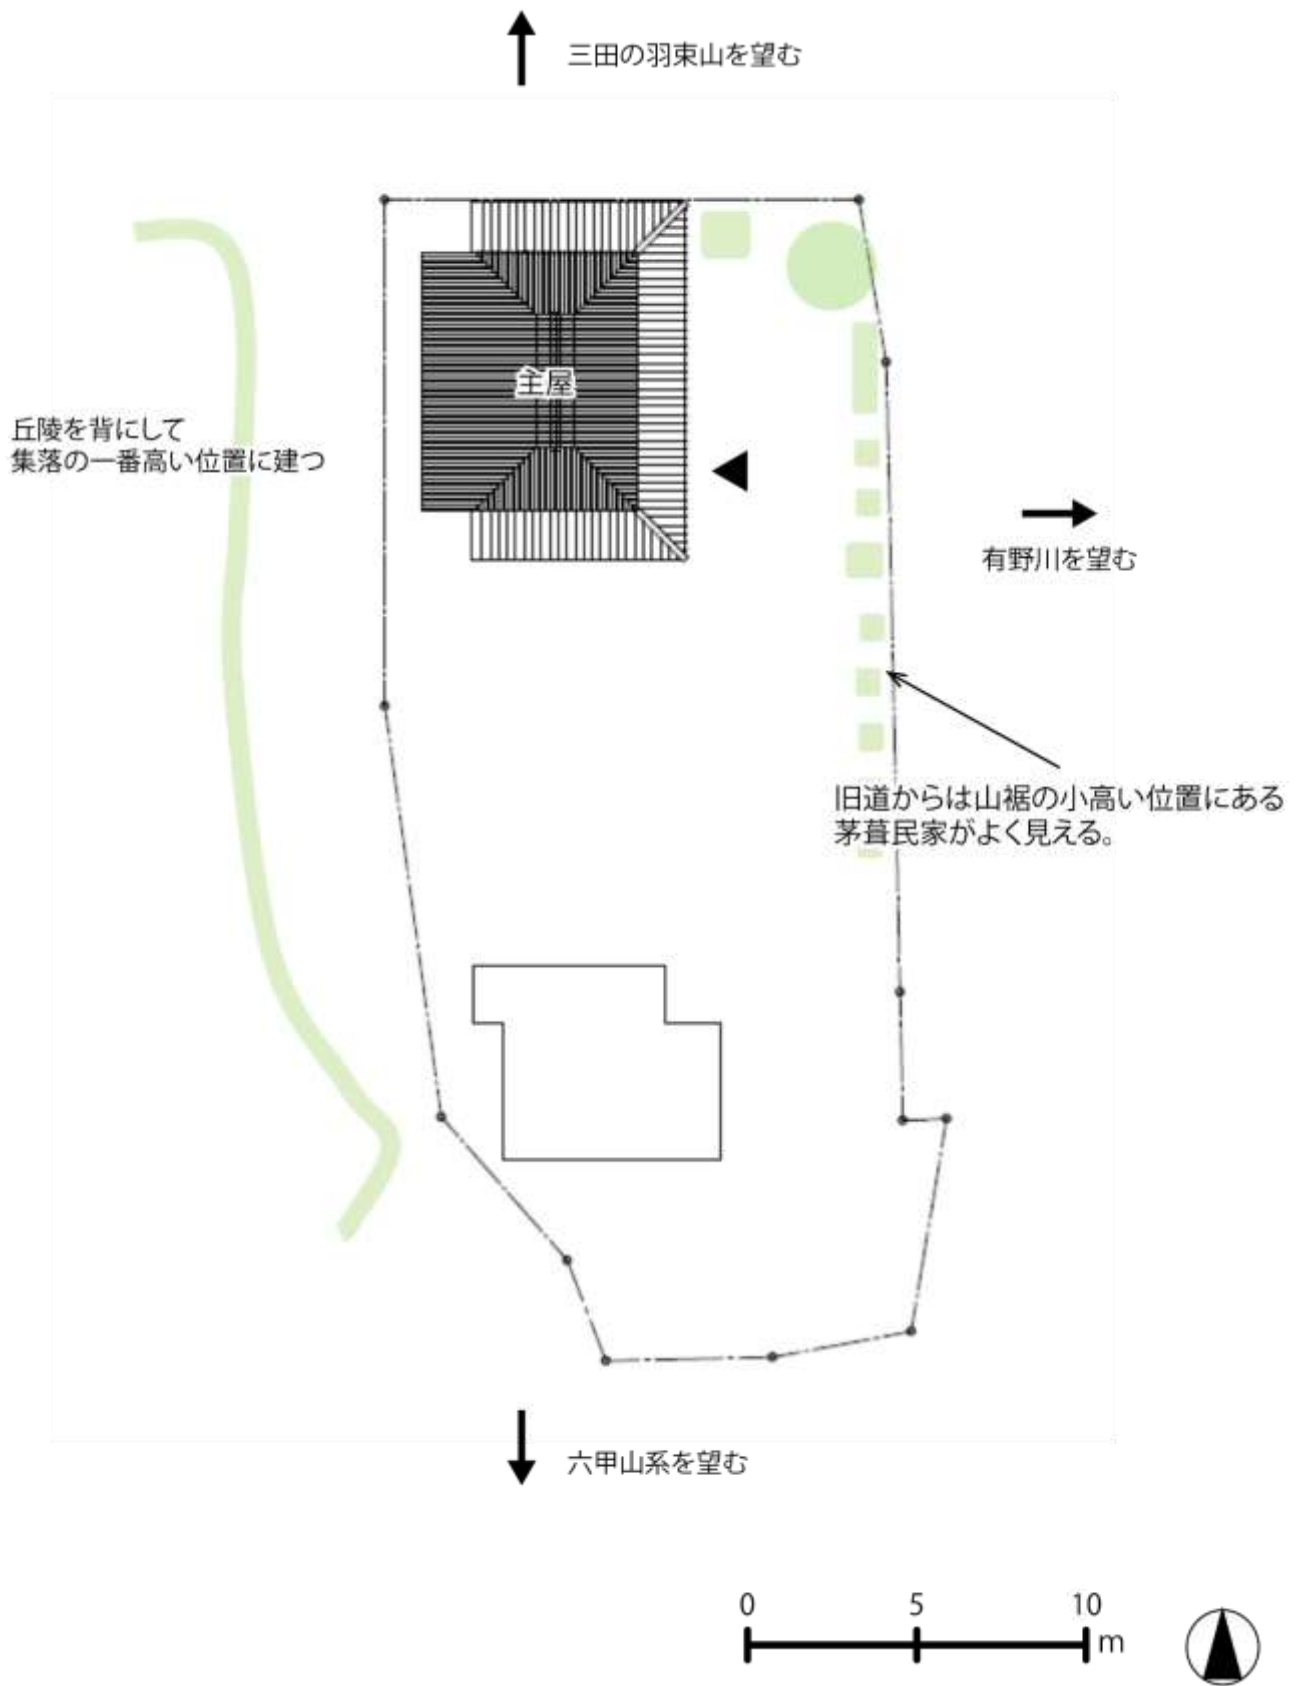 三田の羽束山を望む
主屋
丘陵を背にして
集落の一番高い位置に建つ
有野川を望む
旧道からは山裾の小高い位置にある
茅葺民家がよく見える。
六甲山系を望む
0 5 10
m